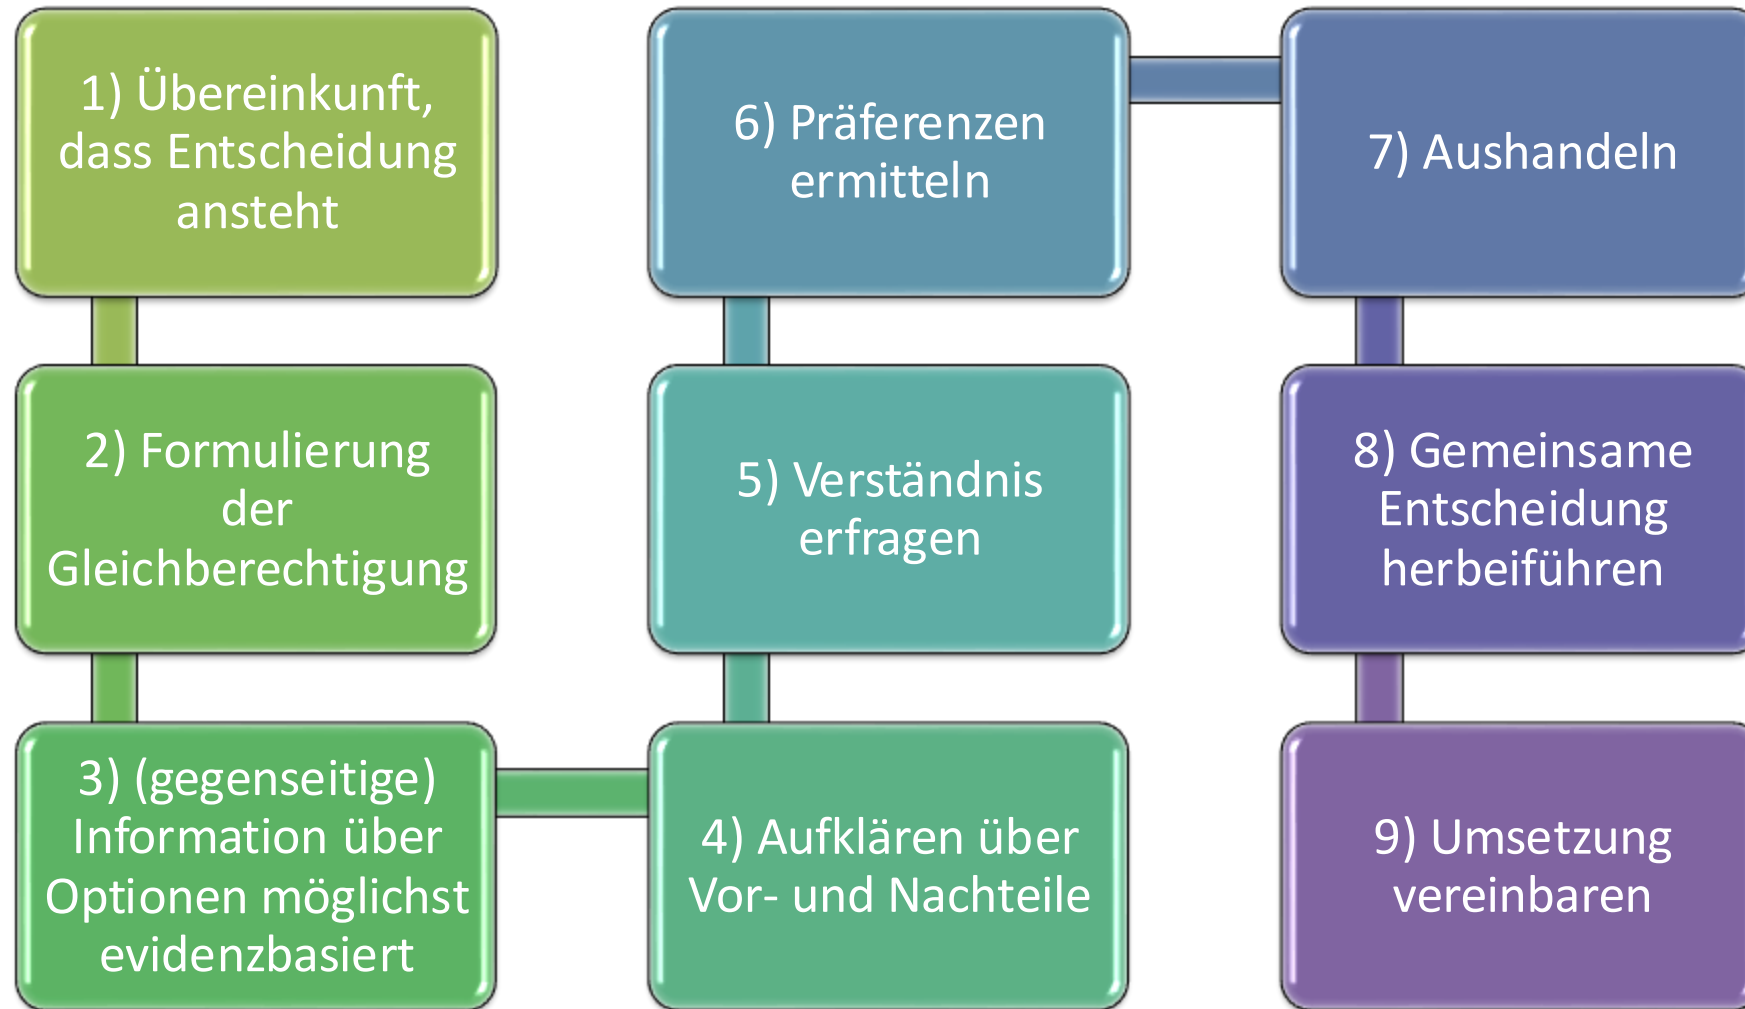 1) Übereinkunft,
dass Entscheidung
ansteht
2) Formulierung
der
Gleichberechtigung
3) (gegenseitige)
Information über
Optionen möglichst
evidenzbasiert
4) Aufklären über
Vor- und Nachteile
5) Verständnis
erfragen
6) Präferenzen
ermitteln
7) Aushandeln
8) Gemeinsame
Entscheidung
herbeiführen
9) Umsetzung
vereinbaren